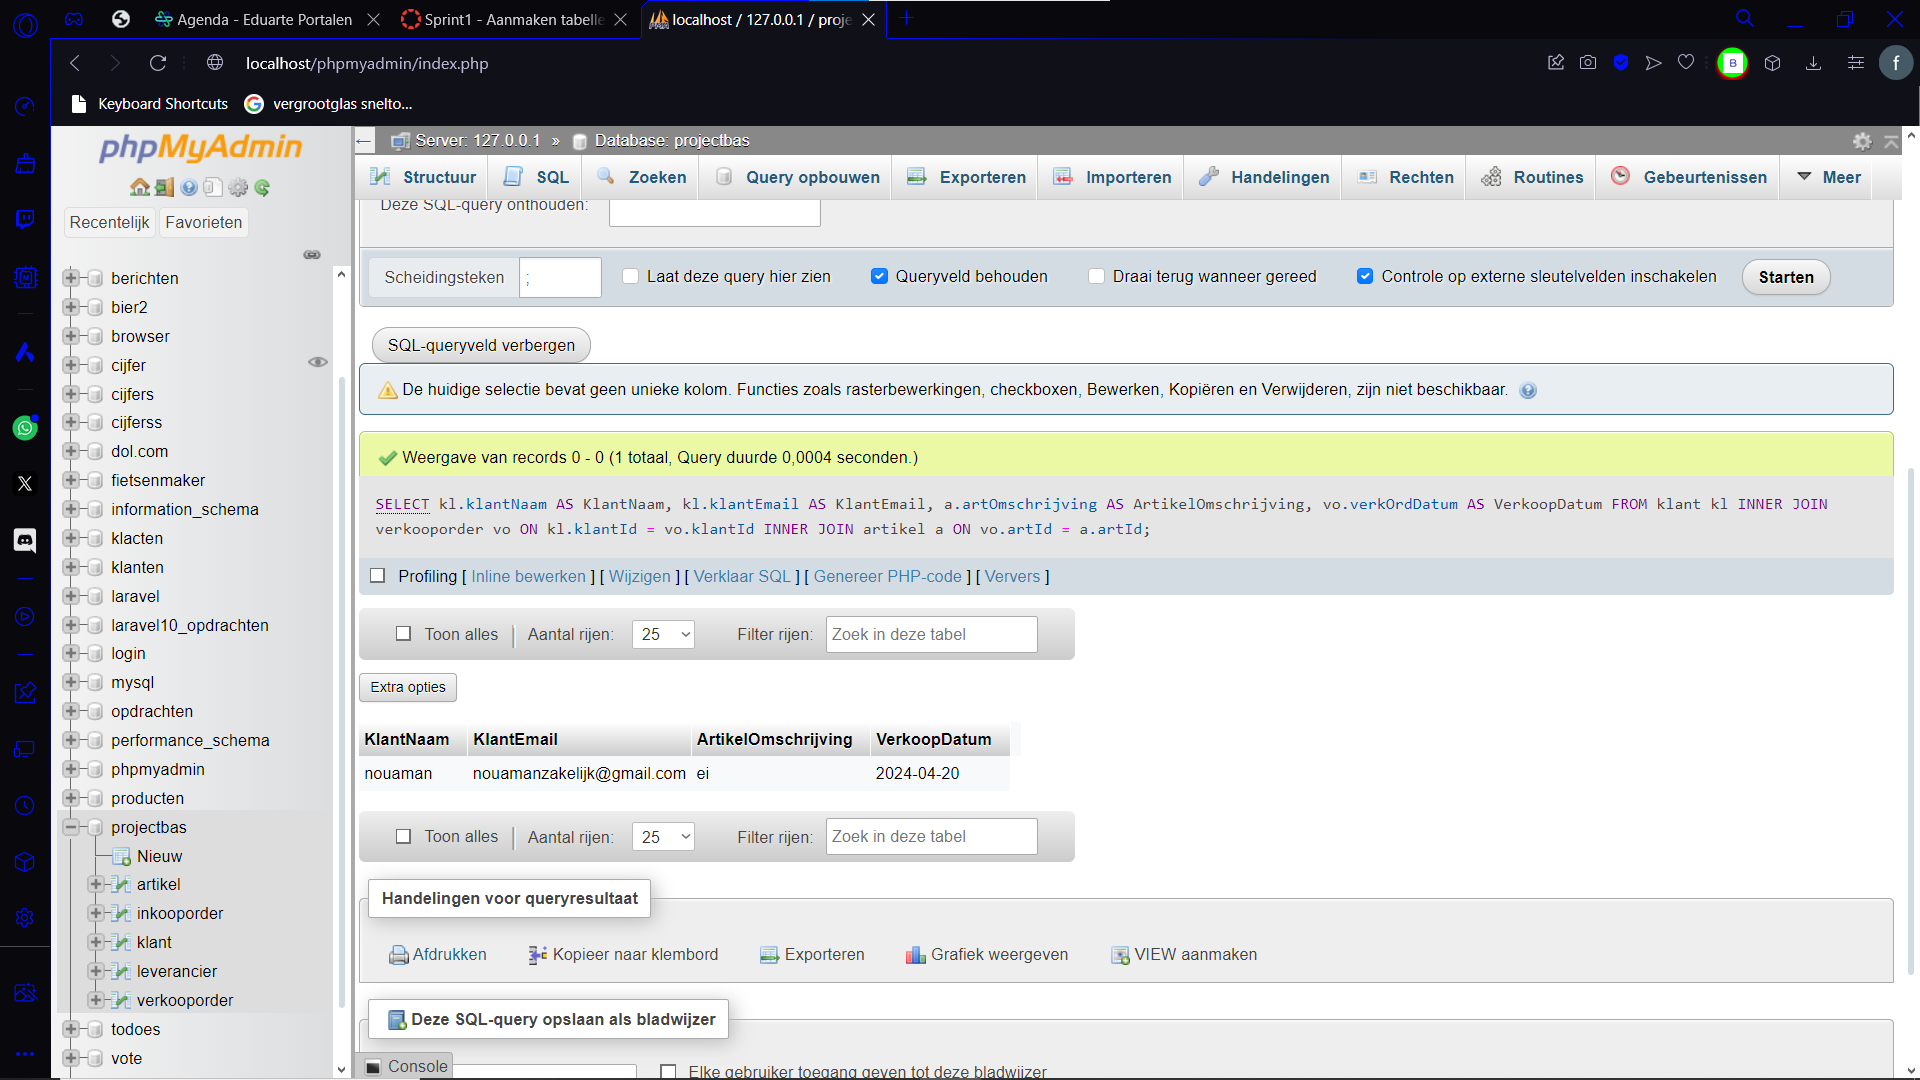 Agenda - Eduarte Portalen
Sprint1 - Aanmaken tabelle
localhost / 127.0.0.1 / proje
localhost/phpmyadmin/index.php
B
f
Keyboard Shortcuts
vergrootglas snelto...
phpMyAdmin
Recentelijk
Favorieten
berichten
bier2
browser
cijfer
cijfers
cijferss
dol.com
fietsenmaker
information_schema
klacten
klanten
laravel
laravel10_opdrachten
login
mysql
opdrachten
performance_schema
phpmyadmin
producten
projectbas
Nieuw
artikel
inkooporder
klant
leverancier
verkooporder
todoes
vote
Server: 127.0.0.1 » Database: projectbas
Structuur
SQL
Zoeken
Query opbouwen
Exporteren
Importeren
Handelingen
Rechten
Routines
Gebeurtenissen
Meer
Deze SQL-query onthouden:
Scheidingsteken ;
Laat deze query hier zien
Queryveld behouden
Draai terug wanneer gereed
Controle op externe sleutelvelden inschakelen
Starten
SQL-queryveld verbergen
De huidige selectie bevat geen unieke kolom. Functies zoals rasterbewerkingen, checkboxen, Bewerken, Kopiëren en Verwijderen, zijn niet beschikbaar.
Weergave van records 0 - 0 (1 totaal, Query duurde 0,0004 seconden.)
SELECT kl.klantNaam AS KlantNaam, kl.klantEmail AS KlantEmail, a.artOmschrijving AS ArtikelOmschrijving, vo.verkOrdDatum AS VerkoopDatum FROM klant kl INNER JOIN
verkooporder vo ON kl.klantId = vo.klantId INNER JOIN artikel a ON vo.artId = a.artId;
Profiling [ Inline bewerken ] [ Wijzigen ] [ Verklaar SQL ] [ Genereer PHP-code ] [ Ververs ]
Toon alles | Aantal rijen: 25 Filter rijen: Zoek in deze tabel
Extra opties
KlantNaam KlantEmail ArtikelOmschrijving VerkoopDatum
nouaman nouamanzakelijk@gmail.com ei 2024-04-20
Toon alles | Aantal rijen: 25 Filter rijen: Zoek in deze tabel
Handelingen voor queryresultaat
Afdrukken
Kopieer naar klembord
Exporteren
Grafiek weergeven
VIEW aanmaken
Deze SQL-query opslaan als bladwijzer
Console
Elke gebruiker toegang geven tot deze bladwijzer